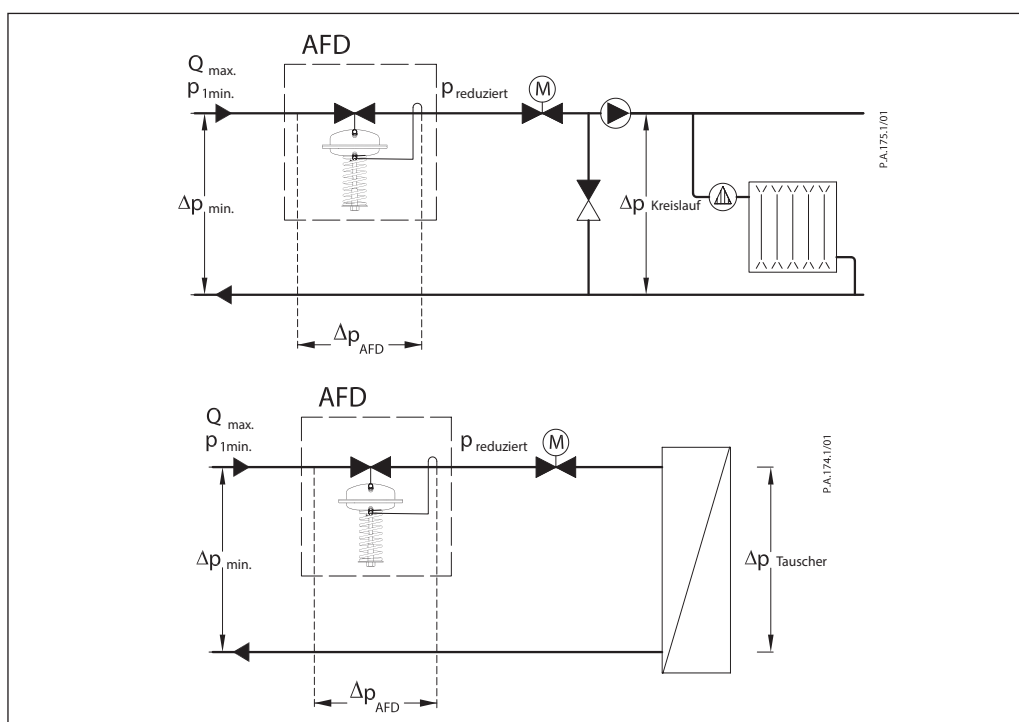 AFD
Q max.
p 1min.
p reduziert
M
Δp min.
Δp Kreislauf
P.A.175.1/01
Δp AFD
AFD
Q max.
p 1min.
p reduziert
M
Δp min.
Δp Tauscher
P.A.174.1/01
Δp AFD